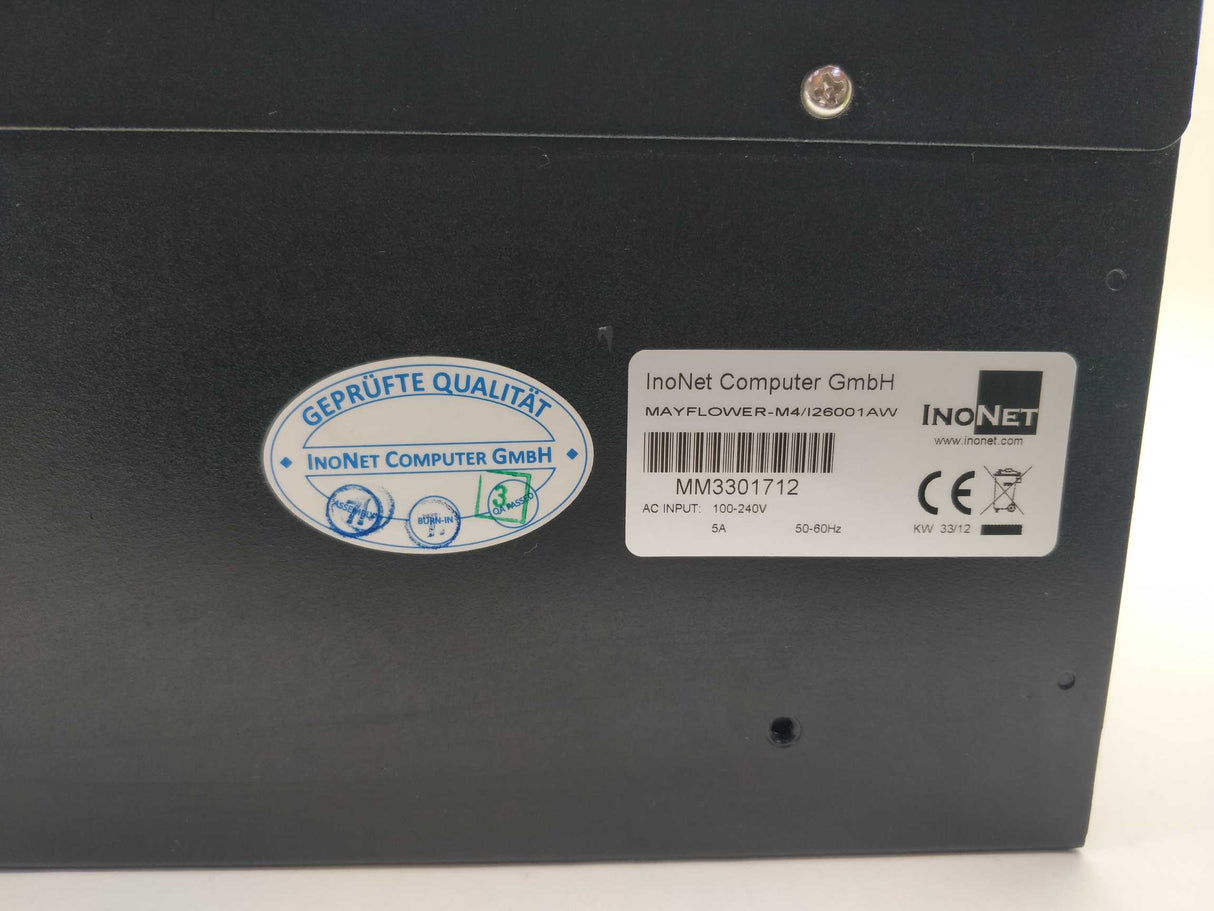 GEPRÜFTE QUALITÄT
INONET COMPUTER GMBH
ASSEMBLY
BURN-IN
QA PASSED
3
InoNet Computer GmbH
MAYFLOWER-M4/I26001AW
MM3301712
AC INPUT: 100-240V
5A 50-60Hz
INONET
www.inonet.com
CE
KW 33/12